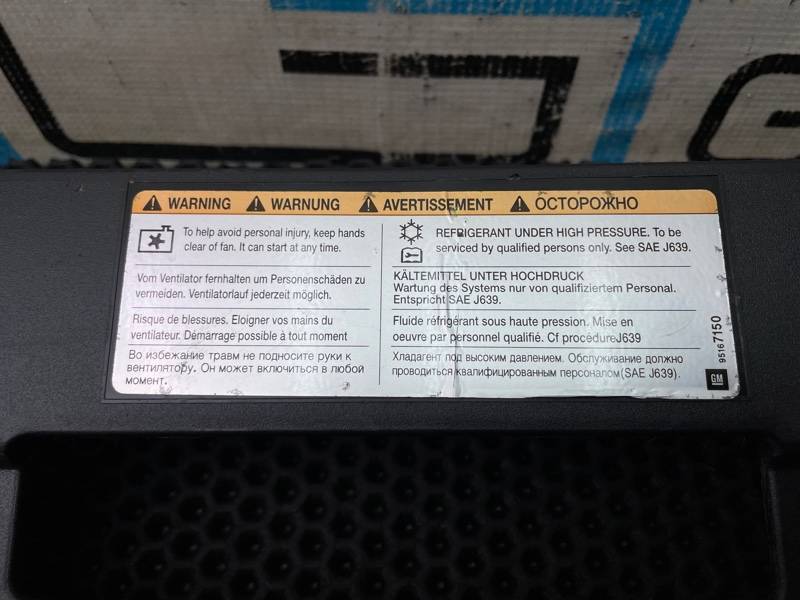 WARNING WARNUNG AVERTISSEMENT ОСТОРОЖНО
To help avoid personal injury, keep hands
clear of fan. It can start at any time.
Vom Ventilator fernhalten um Personenschäden zu
vermeiden. Ventilatorlauf jederzeit möglich.
Risque de blessures. Eloigner vos mains du
ventilateur. Démarrage possible à tout moment
Во избежание травм не подносите руки к
вентилятору. Он может включиться в любой
момент.
REFRIGERANT UNDER HIGH PRESSURE. To be
serviced by qualified persons only. See SAE J639.
KÄLTEMITTEL UNTER HOCHDRUCK
Wartung des Systems nur von qualifiziertem Personal.
Entspricht SAE J639.
Fluide réfrigérant sous haute pression. Mise en
oeuvre par personnel qualifié. Cf procédureJ639
Хладагент под высоким давлением. Обслуживание должно
проводиться квалифицированным персоналом(SAE J639).
95167150
GM